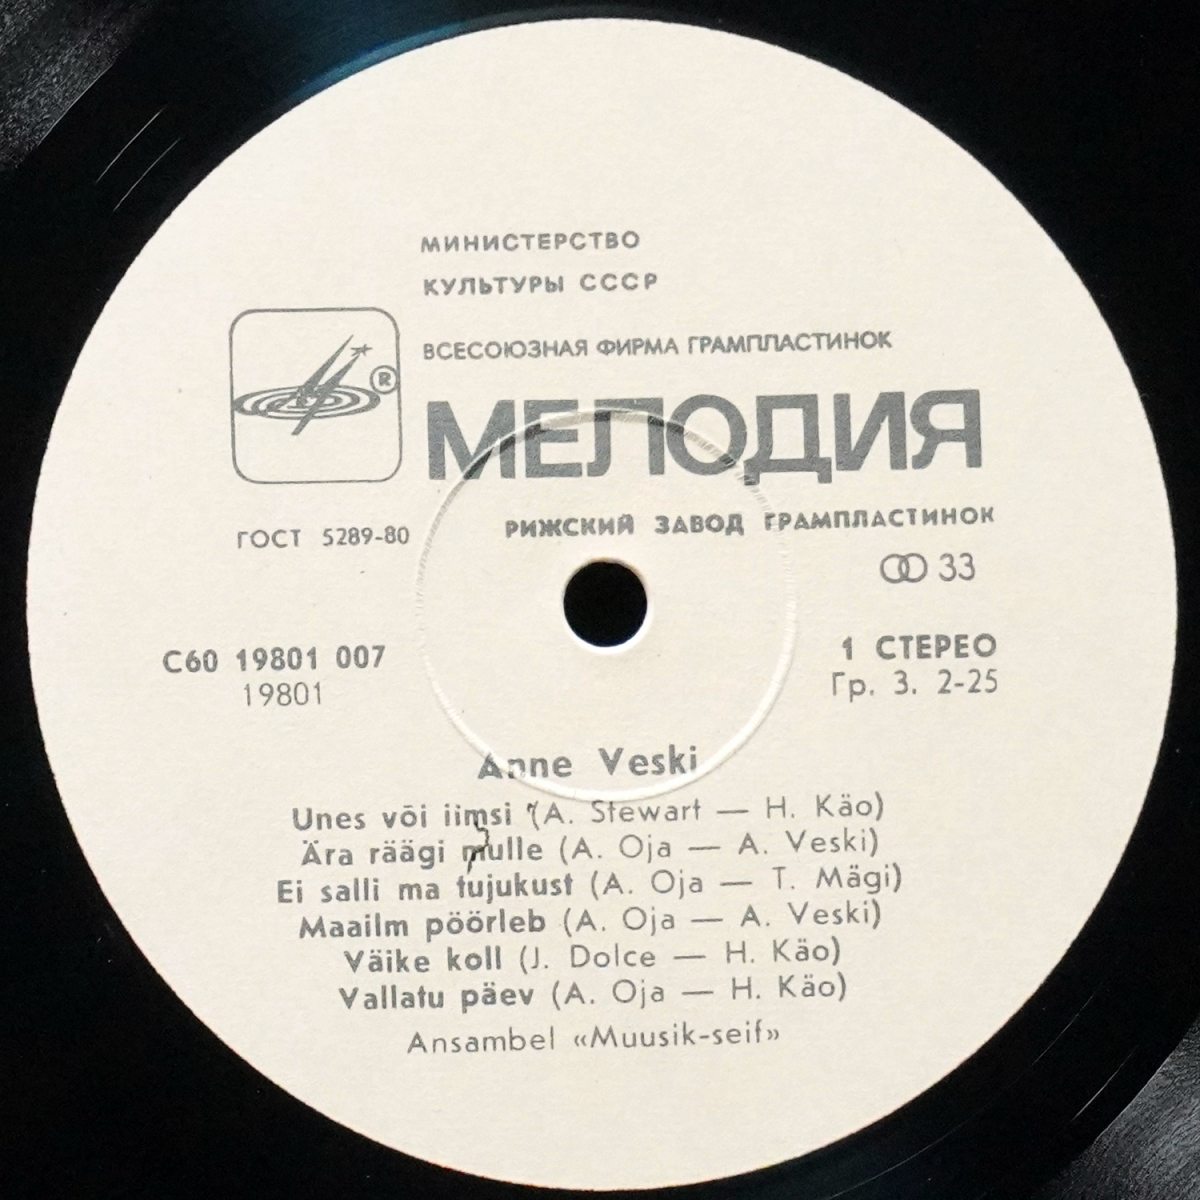 МИНИСТЕРСТВО
КУЛЬТУРЫ СССР
ВСЕСОЮЗНАЯ ФИРМА ГРАМПЛАСТИНОК
®
МЕЛОДИЯ
ГОСТ 5289-80
РИЖСКИЙ ЗАВОД ГРАМПЛАСТИНОК
33
С60 19801 007
1 СТЕРЕО
19801
Гр. 3. 2-25
Anne Veski
Unes või iimsi (A. Stewart — H. Käo)
Ära räägi mulle (A. Oja — A. Veski)
Ei salli ma tujukust (A. Oja — T. Mägi)
Maailm pöörleb (A. Oja — A. Veski)
Väike koll (J. Dolce — H. Käo)
Vallatu päev (A. Oja — H. Käo)
Ansambel «Muusik-seif»